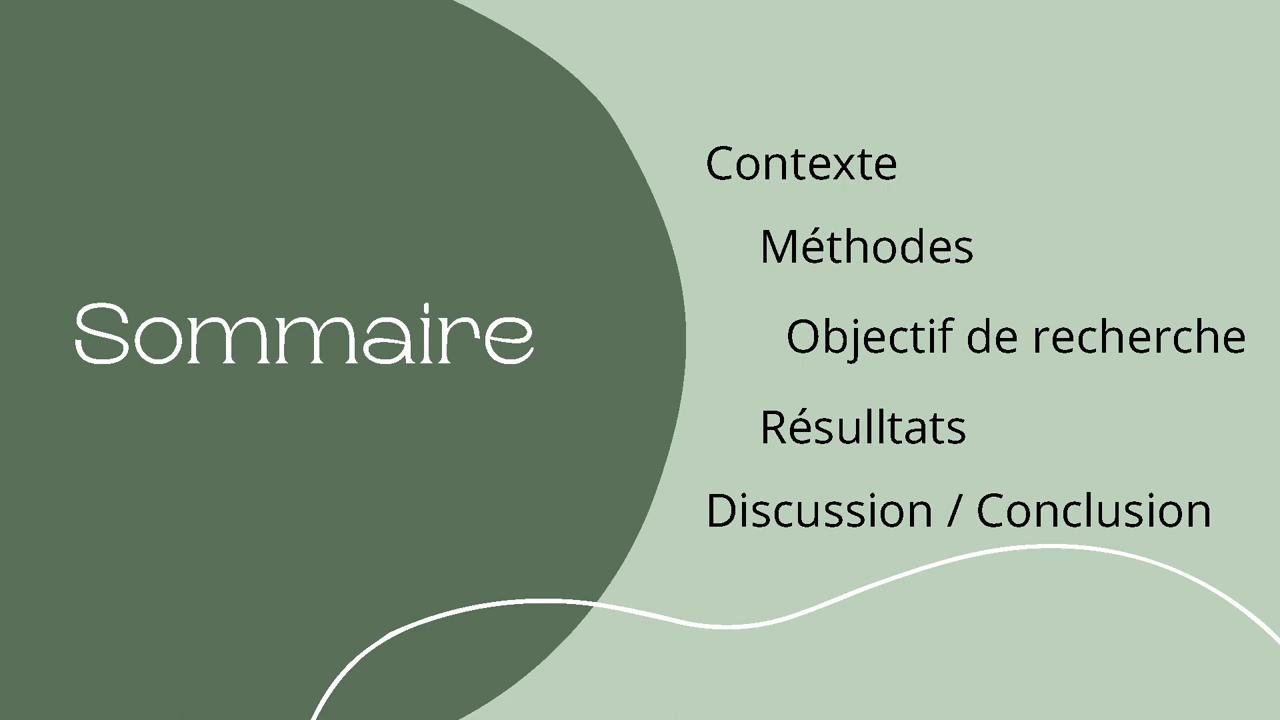 Sommaire
Contexte
Méthodes
Objectif de recherche
Résulltats
Discussion / Conclusion